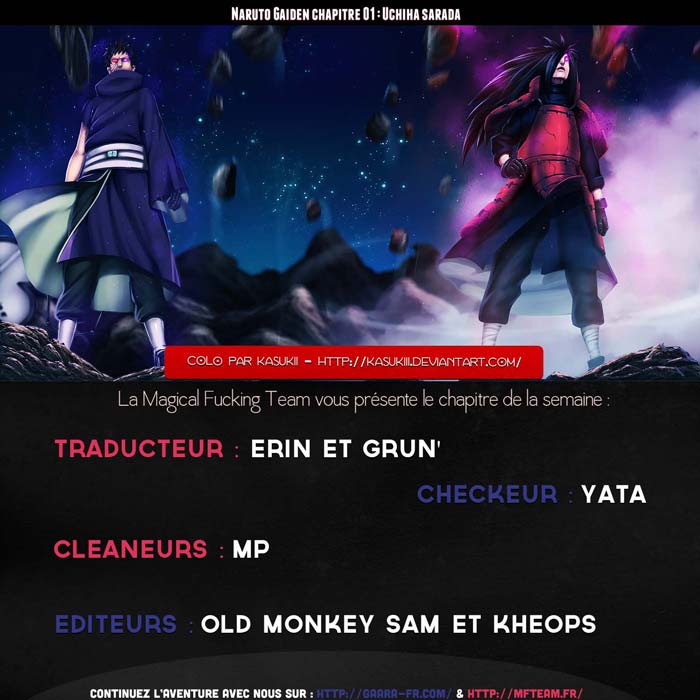 Naruto Gaiden chapitre 01 : Uchiha sarada
COLO PAR KASUKII - HTTP://KASUKIII.DEVIANTART.COM/
La Magical Fucking Team vous présente le chapitre de la semaine :
TRADUCTEUR : ERIN ET GRUN'
CHECKEUR : YATA
CLEANEURS : MP
EDITEURS : OLD MONKEY SAM ET KHEOPS
CONTINUEZ L'AVENTURE AVEC NOUS SUR : HTTP://GAARA-FR.COM/ & HTTP://MFTEAM.FR/